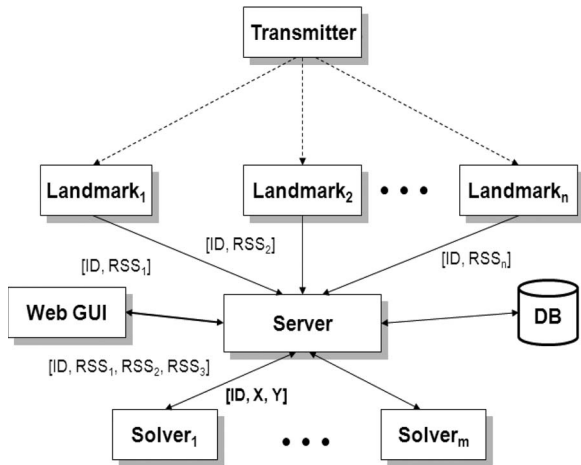 Transmitter
Landmark₁
Landmark₂
• • •
Landmarkₙ
[ID, RSS₂]
[ID, RSS₁]
[ID, RSSₙ]
Web GUI
Server
DB
[ID, RSS₁, RSS₂, RSS₃]
[ID, X, Y]
Solver₁
• • •
Solverₘ